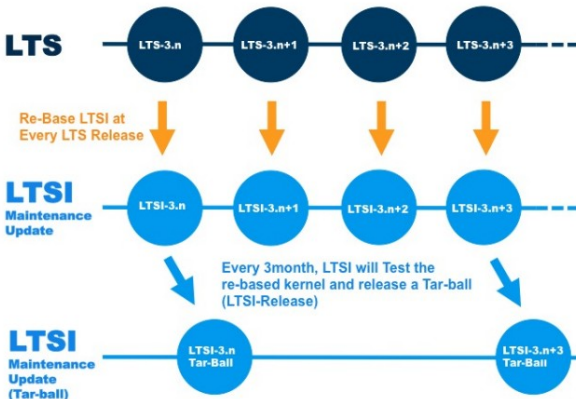 LTS
LTS-3.n
LTS-3.n+1
LTS-3.n+2
LTS-3.n+3
Re-Base LTSI at
Every LTS Release
LTSI
Maintenance
Update
LTSI-3.n
LTSI-3.n+1
LTSI-3.n+2
LTSI-3.n+3
Every 3month, LTSI will Test the
re-based kernel and release a Tar-ball
(LTSI-Release)
LTSI
Maintenance
Update
(Tar-ball)
LTSI-3.n
Tar-Ball
LTSI-3.n+3
Tar-Ball